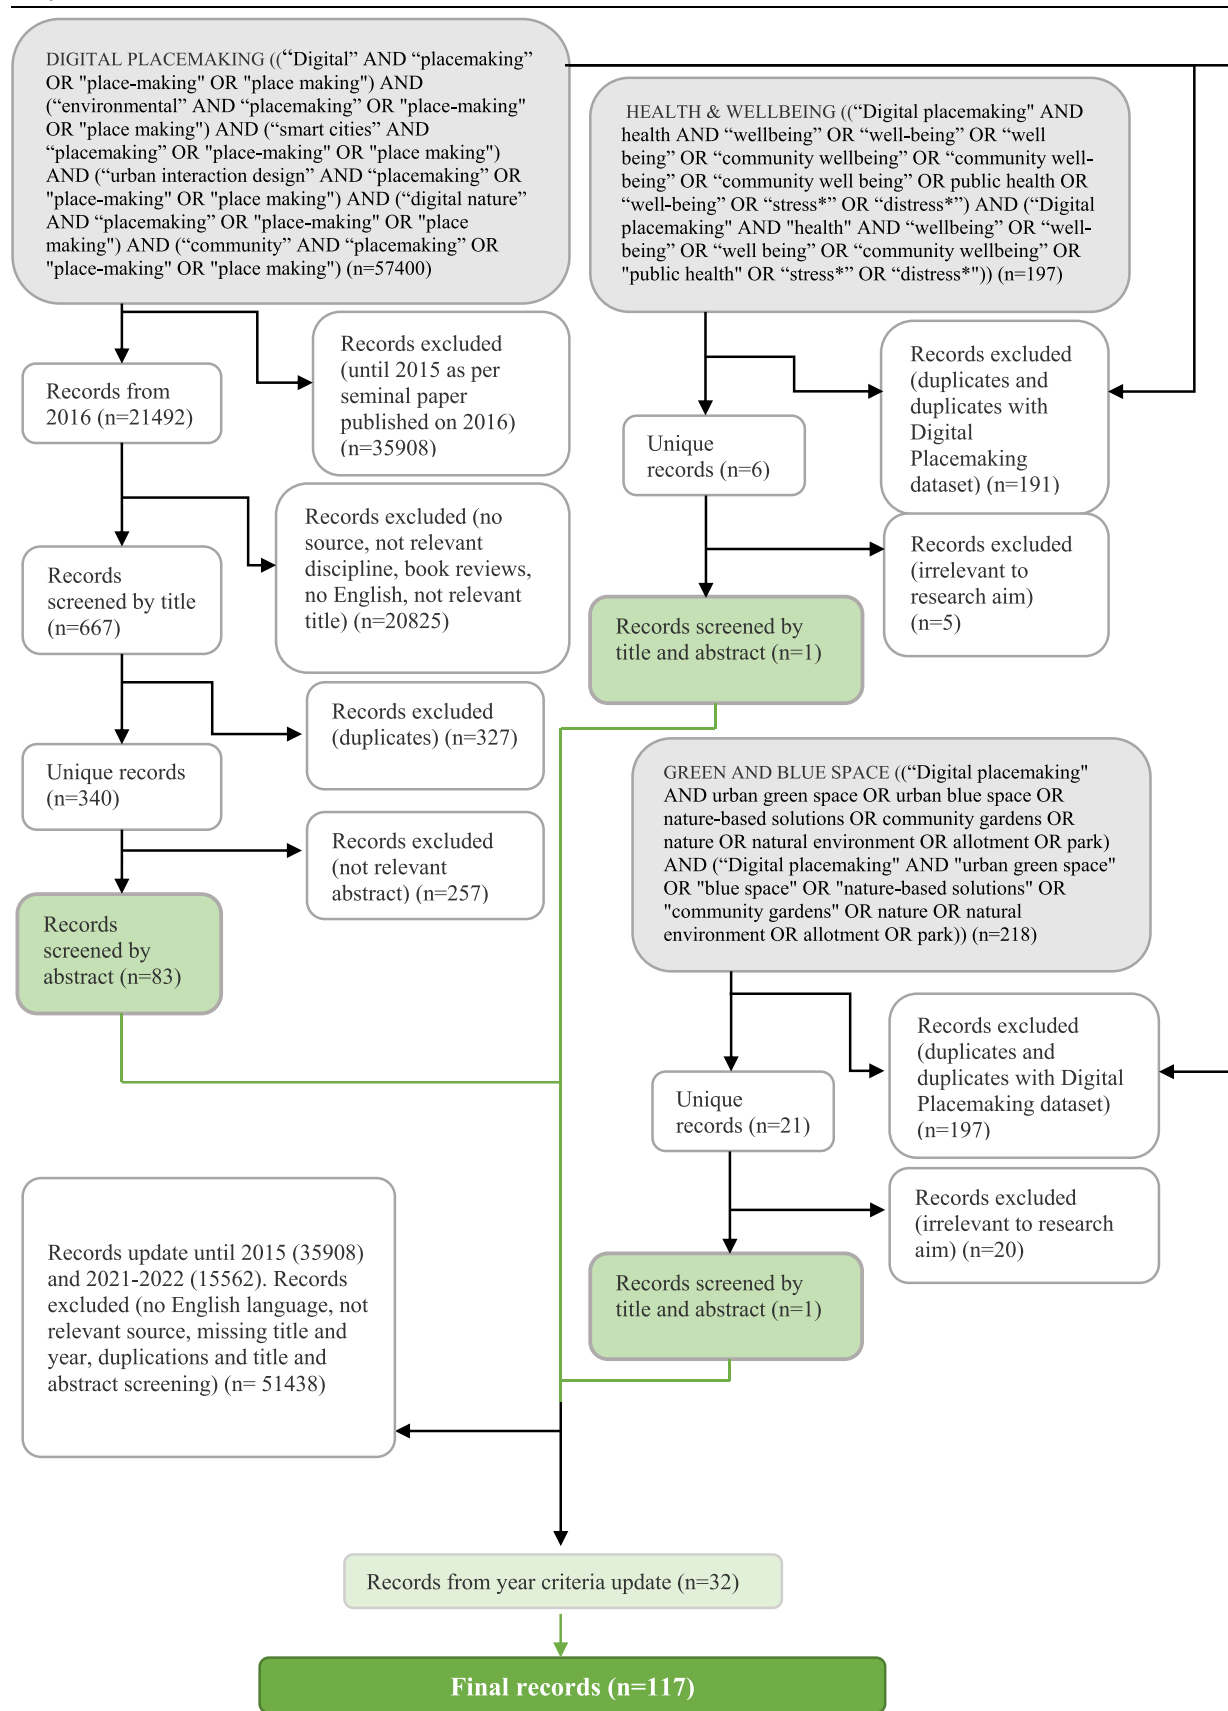 DIGITAL PLACEMAKING ((“Digital” AND “placemaking”
OR "place-making" OR "place making") AND
(“environmental” AND “placemaking” OR "place-making"
OR "place making") AND (“smart cities” AND
“placemaking” OR "place-making" OR "place making")
AND (“urban interaction design” AND “placemaking” OR
"place-making" OR "place making") AND (“digital nature”
AND “placemaking” OR "place-making" OR "place
making") AND (“community” AND “placemaking” OR
"place-making" OR "place making") (n=57400)
Records from
2016 (n=21492)
Records excluded
(until 2015 as per
seminal paper
published on 2016)
(n=35908)
Records
screened by title
(n=667)
Records excluded (no
source, not relevant
discipline, book reviews,
no English, not relevant
title) (n=20825)
Records excluded
(duplicates) (n=327)
Unique records
(n=340)
Records excluded
(not relevant
abstract) (n=257)
Records
screened by
abstract (n=83)
HEALTH & WELLBEING ((“Digital placemaking" AND
health AND “wellbeing” OR “well-being” OR “well
being” OR “community wellbeing” OR “community well-
being” OR “community well being” OR public health OR
“well-being” OR “stress*” OR “distress*”) AND (“Digital
placemaking" AND "health" AND “wellbeing” OR “well-
being” OR “well being” OR “community wellbeing” OR
"public health" OR “stress*” OR “distress*")) (n=197)
Records excluded
(duplicates and
duplicates with
Digital
Placemaking
dataset) (n=191)
Unique
records (n=6)
Records excluded
(irrelevant to
research aim)
(n=5)
Records screened by
title and abstract (n=1)
GREEN AND BLUE SPACE ((“Digital placemaking"
AND urban green space OR urban blue space OR
nature-based solutions OR community gardens OR
nature OR natural environment OR allotment OR park)
AND (“Digital placemaking" AND "urban green space"
OR "blue space" OR "nature-based solutions" OR
"community gardens" OR nature OR natural
environment OR allotment OR park)) (n=218)
Records excluded
(duplicates and
duplicates with Digital
Placemaking dataset)
(n=197)
Unique
records (n=21)
Records excluded
(irrelevant to research
aim) (n=20)
Records screened by
title and abstract (n=1)
Records update until 2015 (35908)
and 2021-2022 (15562). Records
excluded (no English language, not
relevant source, missing title and
year, duplications and title and
abstract screening) (n= 51438)
Records from year criteria update (n=32)
Final records (n=117)